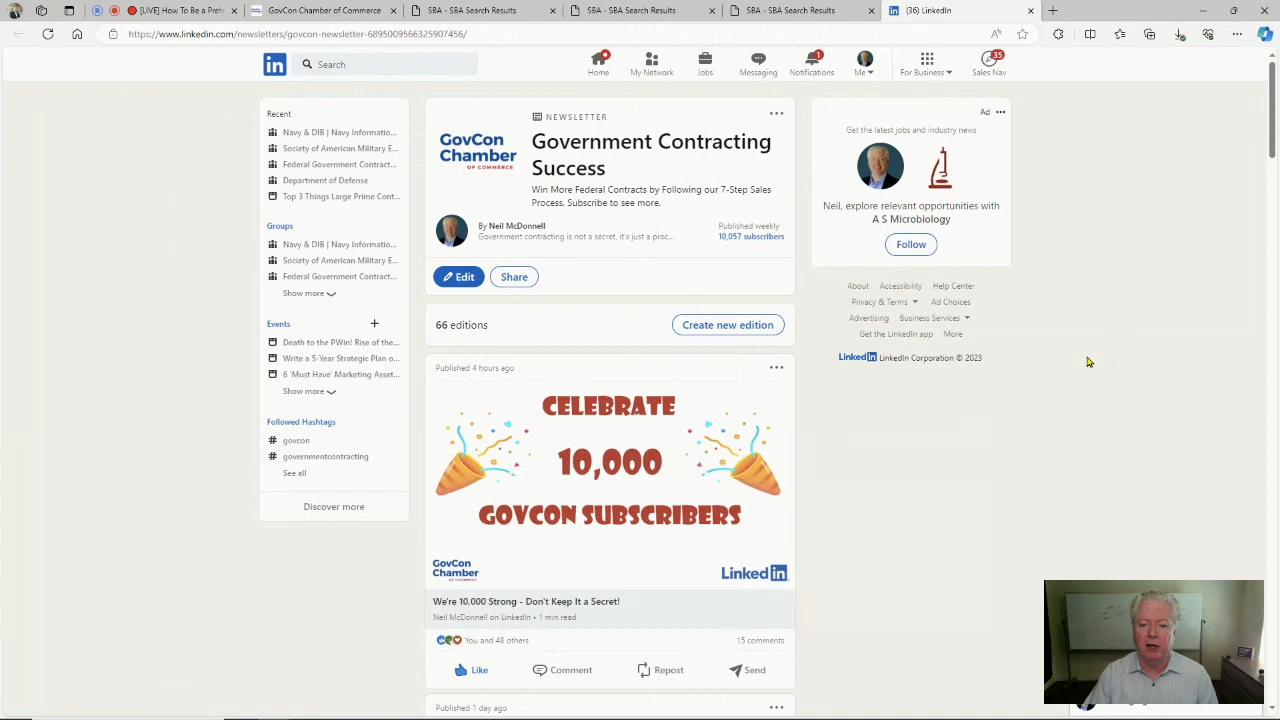 [LIVE] How To Be a Pref
SBA - SBA Search Results
SBA - SBA Search Results
SBA - SBA Search Results
(36) LinkedIn
https://www.linkedin.com/newsletters/govcon-newsletter-6895009566325907456/
in
Search
Home
My Network
Jobs
Messaging
1
Notifications
Me
For Business
35
Sales Nav
Recent
Navy & DIB | Navy Informatio...
Society of American Military E...
Federal Government Contract...
Department of Defense
Top 3 Things Large Prime Cont...
Groups
Navy & DIB | Navy Informatio...
Society of American Military E...
Federal Government Contract...
Show more
Events
Death to the PWin! Rise of the...
Write a 5-Year Strategic Plan o...
6 'Must Have' Marketing Asset...
Show more
Followed Hashtags
# govcon
# governmentcontracting
See all
Discover more
GovCon
Chamber
OF COMMERCE
NEWSLETTER
Government Contracting
Success
Win More Federal Contracts by Following our 7-Step Sales
Process. Subscribe to see more.
By Neil McDonnell
Government contracting is not a secret, it's just a proc...
Published weekly
10,057 subscribers
Edit
Share
66 editions
Create new edition
Published 4 hours ago
CELEBRATE
10,000
GOVCON SUBSCRIBERS
GovCon
Chamber
OF COMMERCE
Linkedin
We're 10,000 Strong - Don't Keep It a Secret!
Neil McDonnell on LinkedIn • 1 min read
You and 48 others
15 comments
Like
Comment
Repost
Send
Published 1 day ago
Ad
Get the latest jobs and industry news
Neil, explore relevant opportunities with
A S Microbiology
Follow
About
Accessibility
Help Center
Privacy & Terms
Ad Choices
Advertising
Business Services
Get the LinkedIn app
More
Linkedin LinkedIn Corporation © 2023